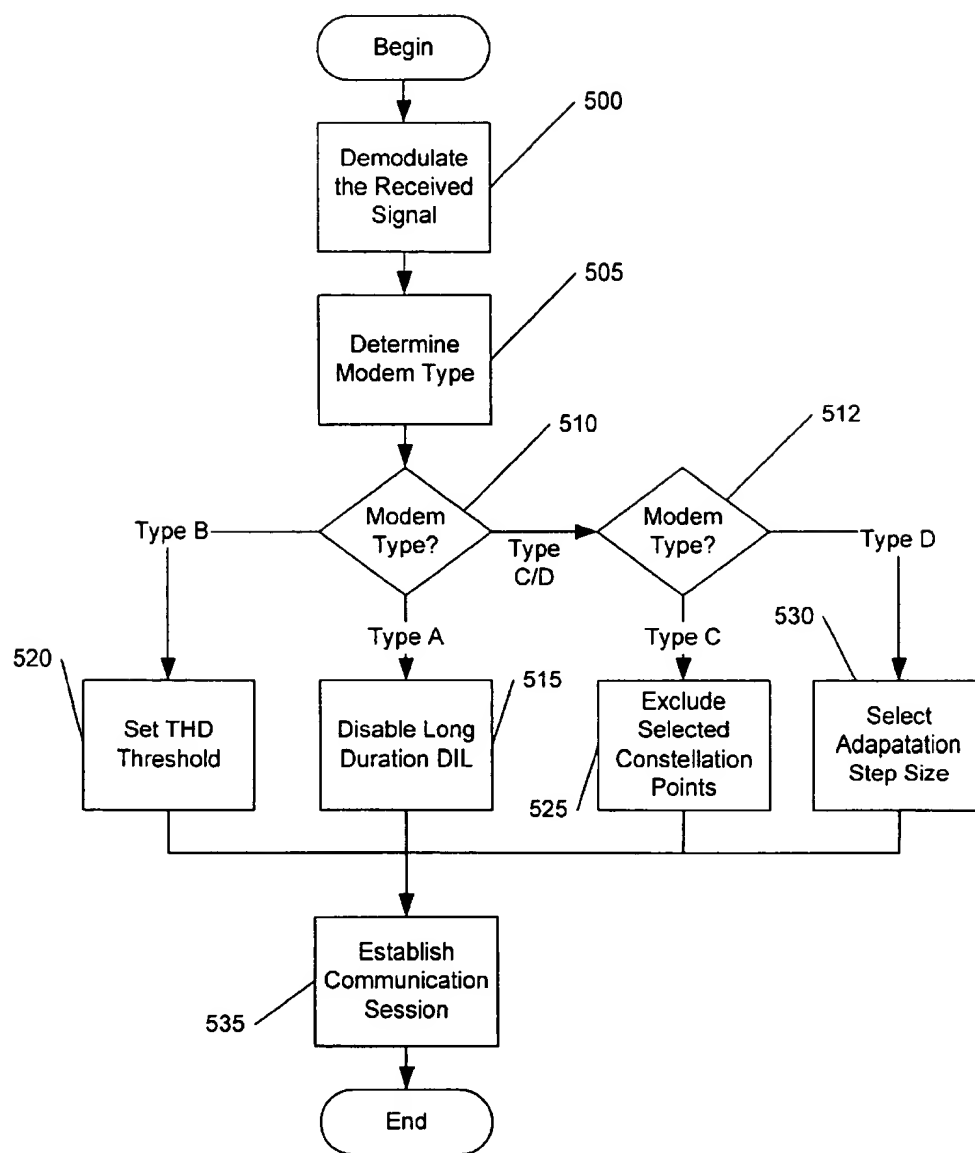 Begin
500
Demodulate
the Received
Signal
505
Determine
Modem Type
510
512
Modem
Type?
Modem
Type?
Type B
Type
C/D
Type D
Type A
Type C
520
515
530
Set THD
Threshold
Disable Long
Duration DIL
Exclude
Selected
Constellation
Points
525
Select
Adapatation
Step Size
Establish
Communication
Session
535
End